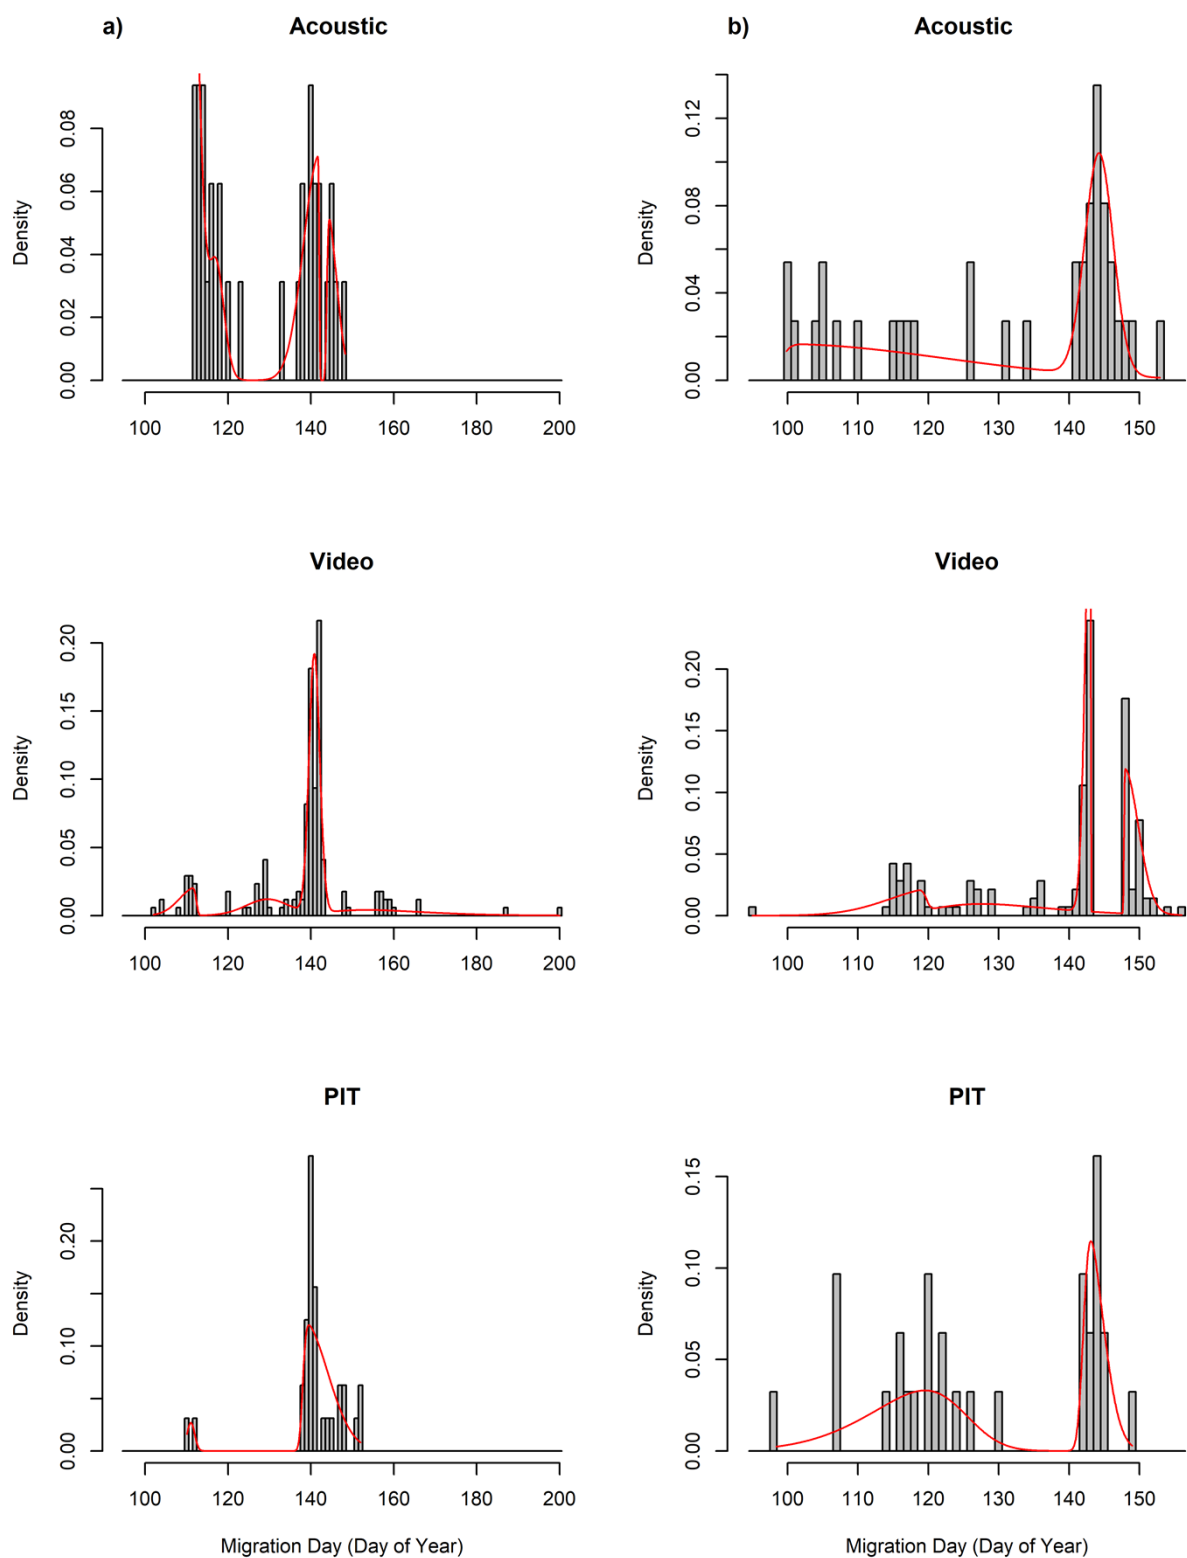 a) Acoustic
Density
0.00 0.02 0.04 0.06 0.08
100 120 140 160 180 200
b) Acoustic
Density
0.00 0.04 0.08 0.12
100 110 120 130 140 150
Video
Density
0.00 0.05 0.10 0.15 0.20
100 120 140 160 180 200
Video
Density
0.00 0.05 0.10 0.15 0.20
100 110 120 130 140 150
PIT
Density
0.00 0.10 0.20
100 120 140 160 180 200
Migration Day (Day of Year)
PIT
Density
0.00 0.05 0.10 0.15
100 110 120 130 140 150
Migration Day (Day of Year)